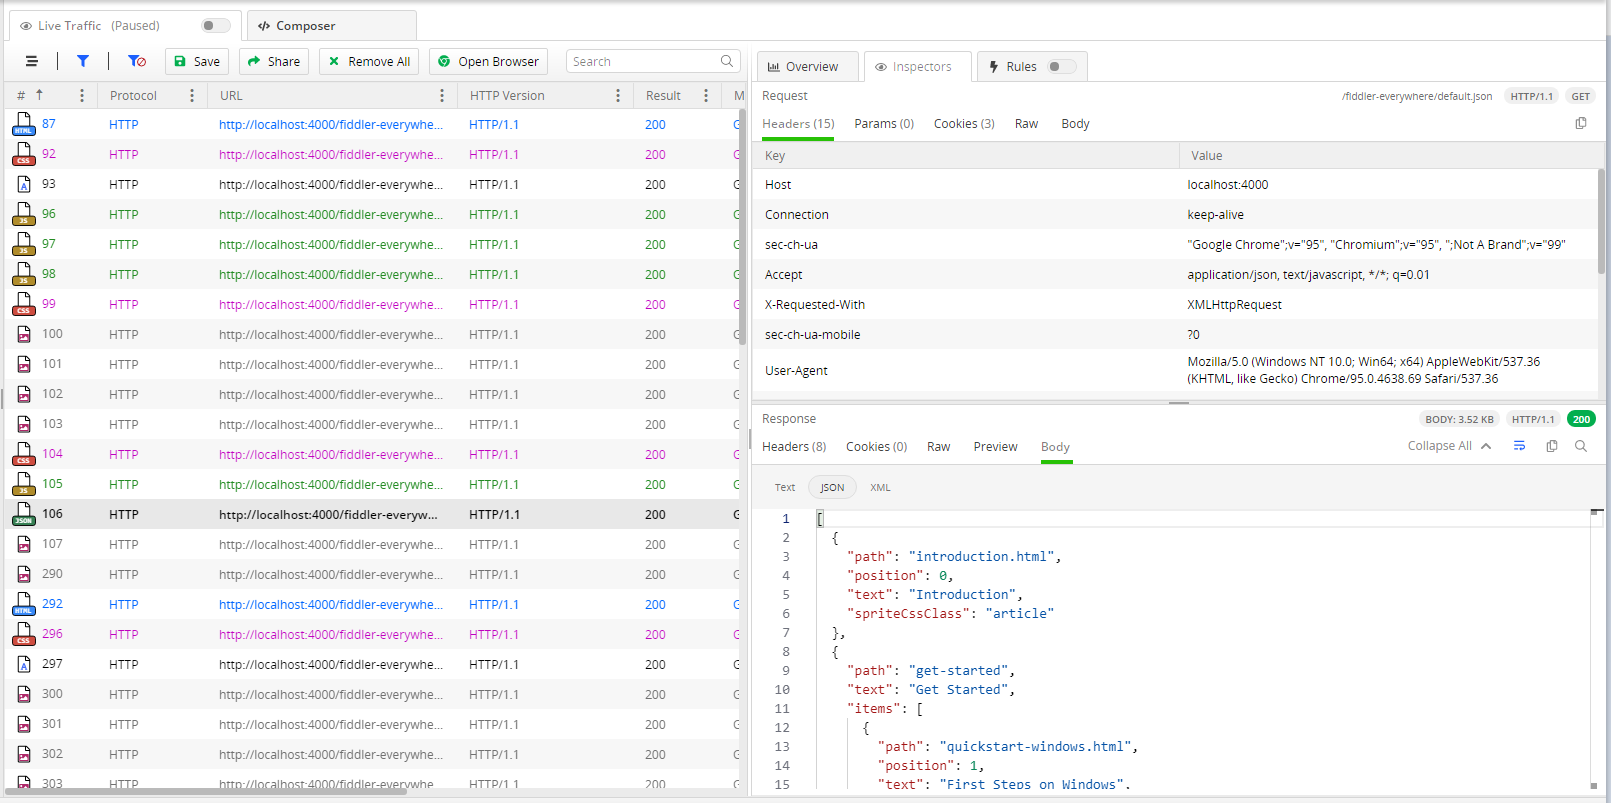 Live Traffic (Paused)
Composer
Save
Share
Remove All
Open Browser
Search
# Protocol URL HTTP Version Result M
HTML 87 HTTP http://localhost:4000/fiddler-everywhe... HTTP/1.1 200 G
CSS 92 HTTP http://localhost:4000/fiddler-everywhe... HTTP/1.1 200 G
A 93 HTTP http://localhost:4000/fiddler-everywhe... HTTP/1.1 200 G
JS 96 HTTP http://localhost:4000/fiddler-everywhe... HTTP/1.1 200 G
JS 97 HTTP http://localhost:4000/fiddler-everywhe... HTTP/1.1 200 G
JS 98 HTTP http://localhost:4000/fiddler-everywhe... HTTP/1.1 200 G
CSS 99 HTTP http://localhost:4000/fiddler-everywhe... HTTP/1.1 200 G
100 HTTP http://localhost:4000/fiddler-everywhe... HTTP/1.1 200 G
101 HTTP http://localhost:4000/fiddler-everywhe... HTTP/1.1 200 G
102 HTTP http://localhost:4000/fiddler-everywhe... HTTP/1.1 200 G
103 HTTP http://localhost:4000/fiddler-everywhe... HTTP/1.1 200 G
CSS 104 HTTP http://localhost:4000/fiddler-everywhe... HTTP/1.1 200 G
JS 105 HTTP http://localhost:4000/fiddler-everywhe... HTTP/1.1 200 G
JSON 106 HTTP http://localhost:4000/fiddler-everyw... HTTP/1.1 200 G
107 HTTP http://localhost:4000/fiddler-everywhe... HTTP/1.1 200 G
290 HTTP http://localhost:4000/fiddler-everywhe... HTTP/1.1 200 G
HTML 292 HTTP http://localhost:4000/fiddler-everywhe... HTTP/1.1 200 G
CSS 296 HTTP http://localhost:4000/fiddler-everywhe... HTTP/1.1 200 G
A 297 HTTP http://localhost:4000/fiddler-everywhe... HTTP/1.1 200 G
300 HTTP http://localhost:4000/fiddler-everywhe... HTTP/1.1 200 G
301 HTTP http://localhost:4000/fiddler-everywhe... HTTP/1.1 200 G
302 HTTP http://localhost:4000/fiddler-everywhe... HTTP/1.1 200 G
303 HTTP http://localhost:4000/fiddler-everywhe HTTP/1.1 200 G
Overview
Inspectors
Rules
Request /fiddler-everywhere/default.json HTTP/1.1 GET
Headers (15) Params (0) Cookies (3) Raw Body
Key Value
Host localhost:4000
Connection keep-alive
sec-ch-ua "Google Chrome";v="95", "Chromium";v="95", ";Not A Brand";v="99"
Accept application/json, text/javascript, */*; q=0.01
X-Requested-With XMLHttpRequest
sec-ch-ua-mobile ?0
User-Agent Mozilla/5.0 (Windows NT 10.0; Win64; x64) AppleWebKit/537.36
(KHTML, like Gecko) Chrome/95.0.4638.69 Safari/537.36
Response BODY: 3.52 KB HTTP/1.1 200
Headers (8) Cookies (0) Raw Preview Body Collapse All
Text JSON XML
1 [
2 {
3 "path": "introduction.html",
4 "position": 0,
5 "text": "Introduction",
6 "spriteCssClass": "article"
7 },
8 {
9 "path": "get-started",
10 "text": "Get Started",
11 "items": [
12 {
13 "path": "quickstart-windows.html",
14 "position": 1,
15 "text": "First Steps on Windows",